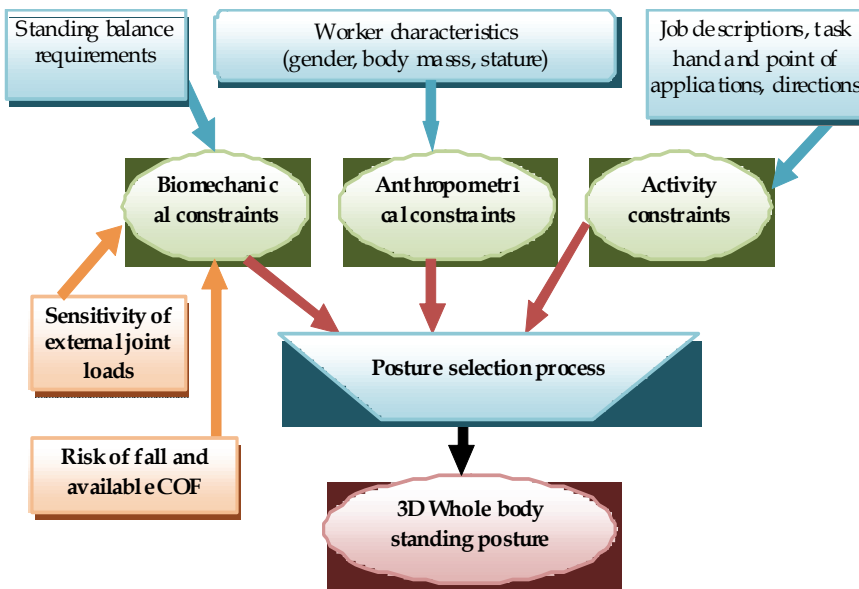 Standing balance
requirements
Worker characteristics
(gender, body masss, stature)
Job descriptions, task
hand and point of
applications, directions
Biomechanic
al constraints
Anthropometri
cal constraints
Activity
constraints
Sensitivity of
external joint
loads
Posture selection process
Risk of fall and
available COF
3D Whole body
standing posture